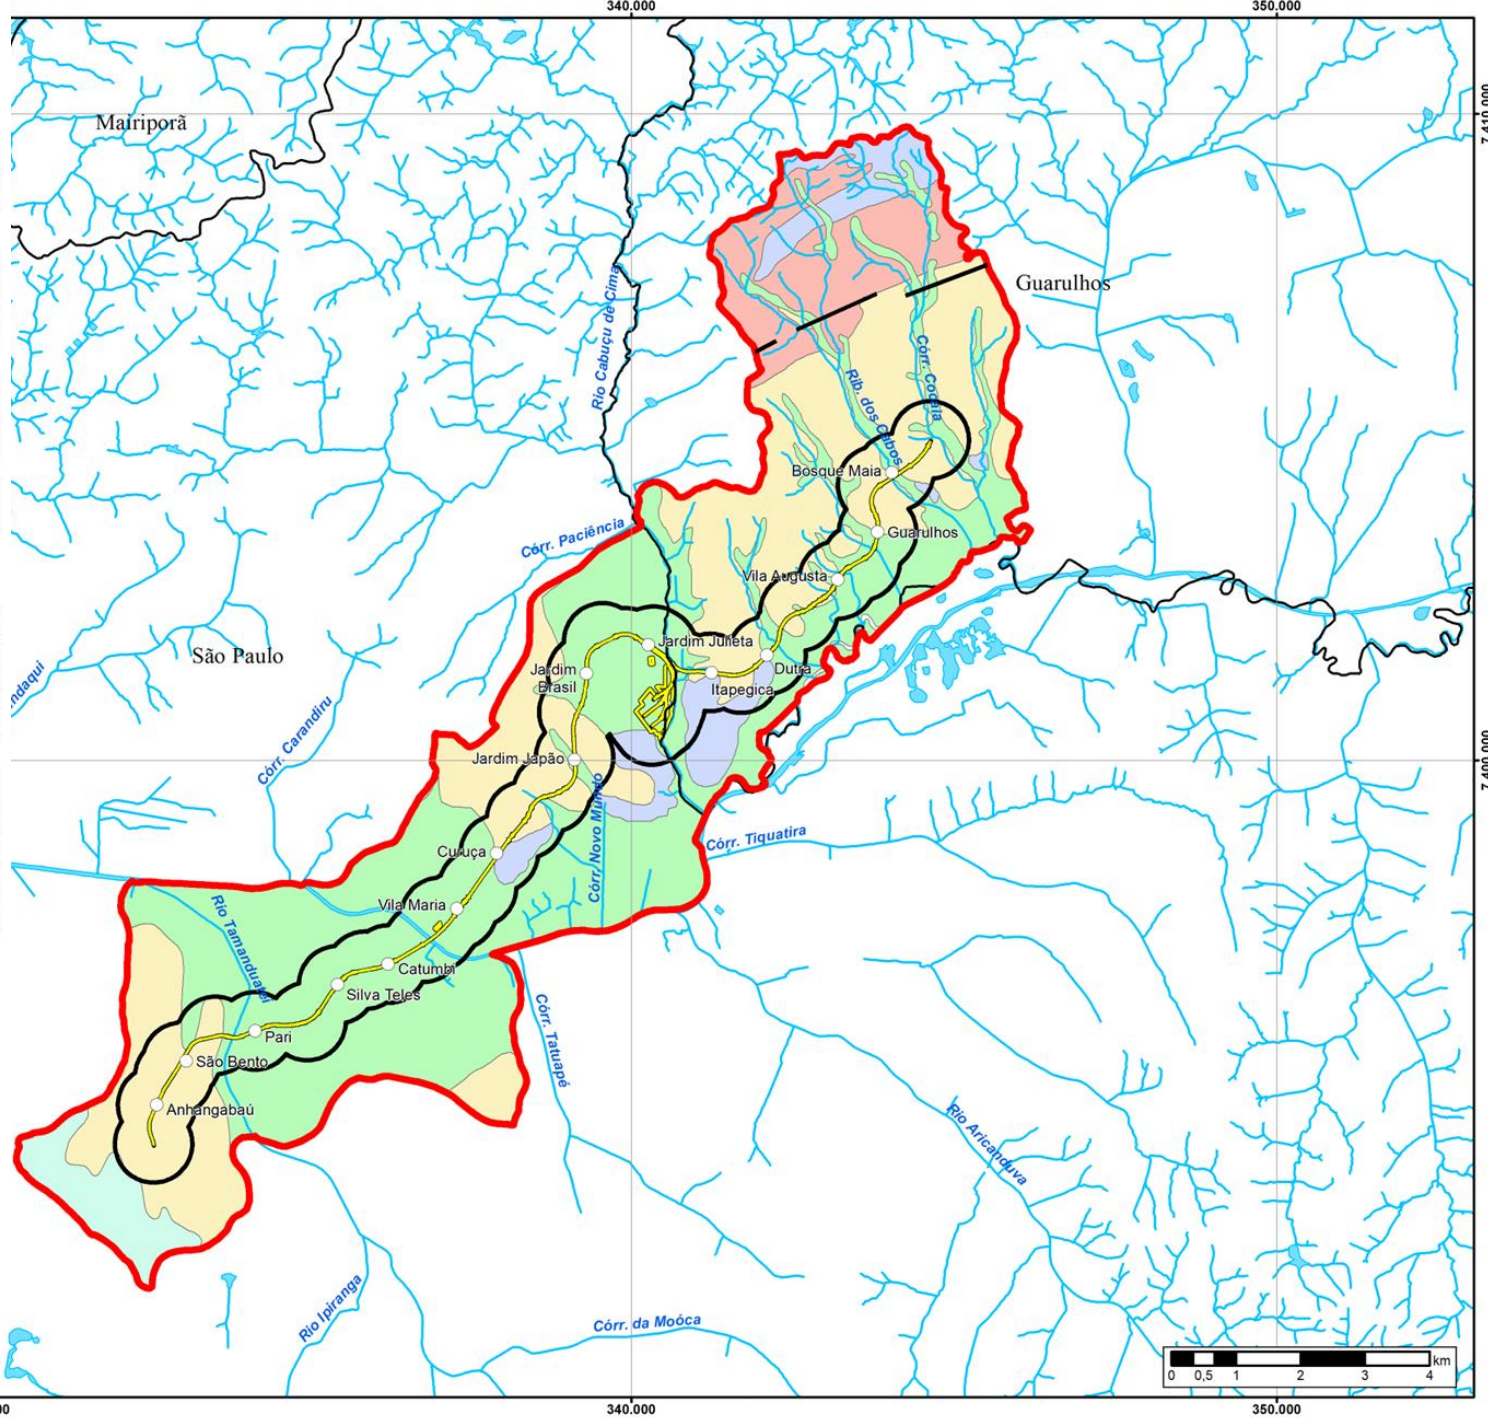 340.000
350.000
7.410.000
Mairiporã
Guarulhos
Rio Cabuçu de Cima
Córr. Cocaia
Rib. dos Cabos
Bosque Maia
Córr. Paciência
Guarulhos
Vila Augusta
São Paulo
Jardim Julieta
Jardim
Brasil
Dutra
Itapegica
ndaqui
Córr. Carandiru
Jardim Japão
7.400.000
Córr. Novo Mundo
Córr. Tiquatira
Curuça
Vila Maria
Rio Tamanduateí
Catumbi
Silva Teles
Pari
Córr. Tatuapé
São Bento
Anhangabaú
Rio Aricanduva
Rio Ipiranga
Córr. da Moóca
km
0 0,5 1 2 3 4
00
340.000
350.000